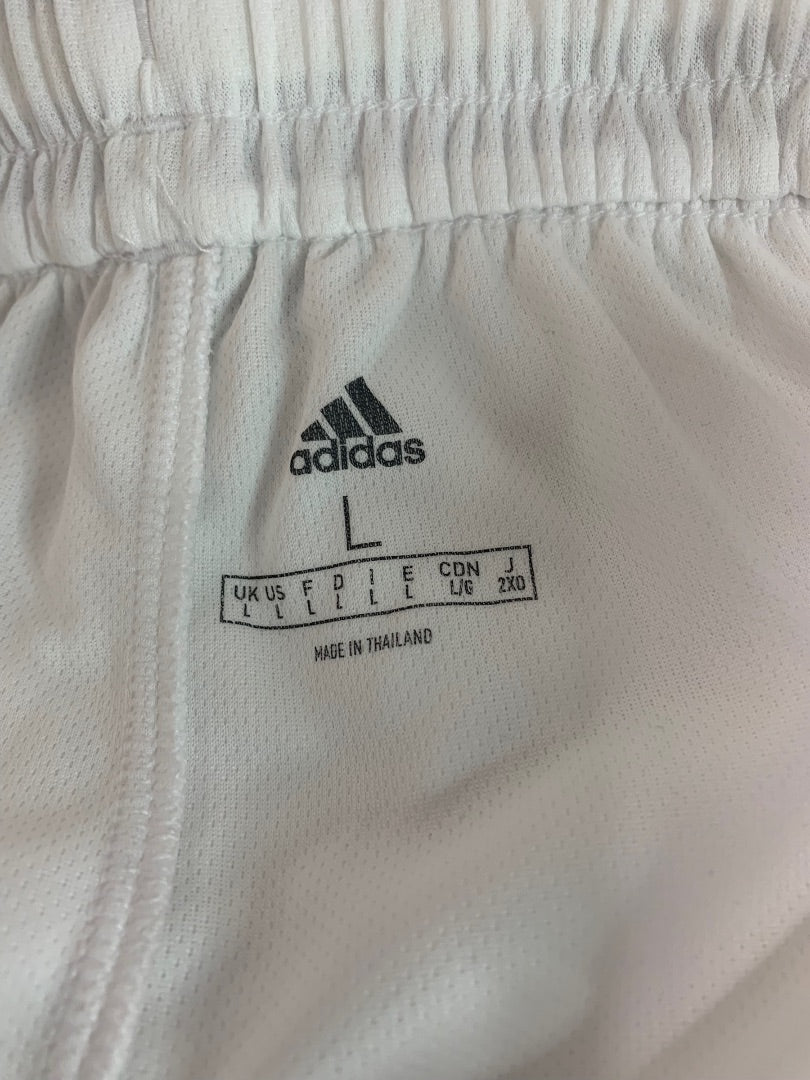 adidas
L
UK US F D I E CDN J
L L L L L L L/G 2XO
MADE IN THAILAND